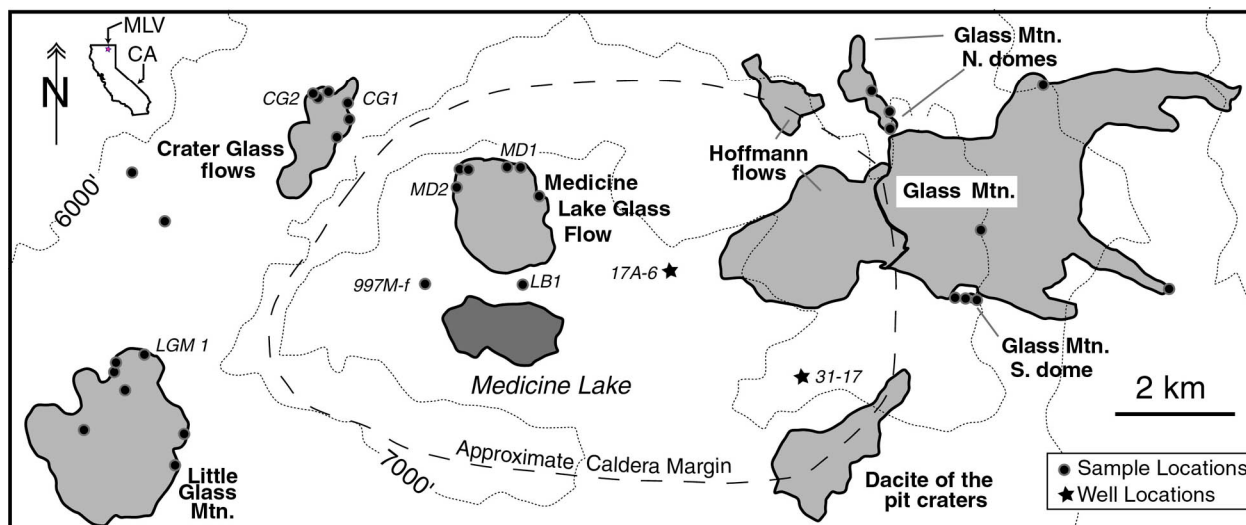 MLV
CA
N
6000'
CG2
CG1
Crater Glass
flows
MD1
MD2
Medicine
Lake Glass
Flow
997M-f
LB1
17A-6
Glass Mtn.
N. domes
Hoffmann
flows
Glass Mtn.
Glass Mtn.
S. dome
LGM 1
Medicine Lake
31-17
2 km
Little
Glass
Mtn.
7000'
Approximate Caldera Margin
Dacite of the
pit craters
Sample Locations
Well Locations